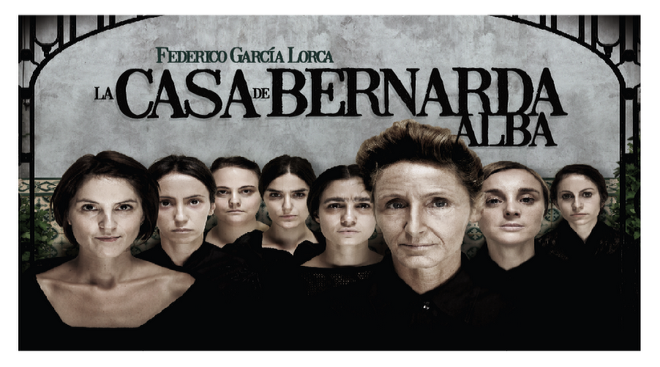 FEDERICO GARCÍA LORCA
LA CASA DE BERNARDA
ALBA